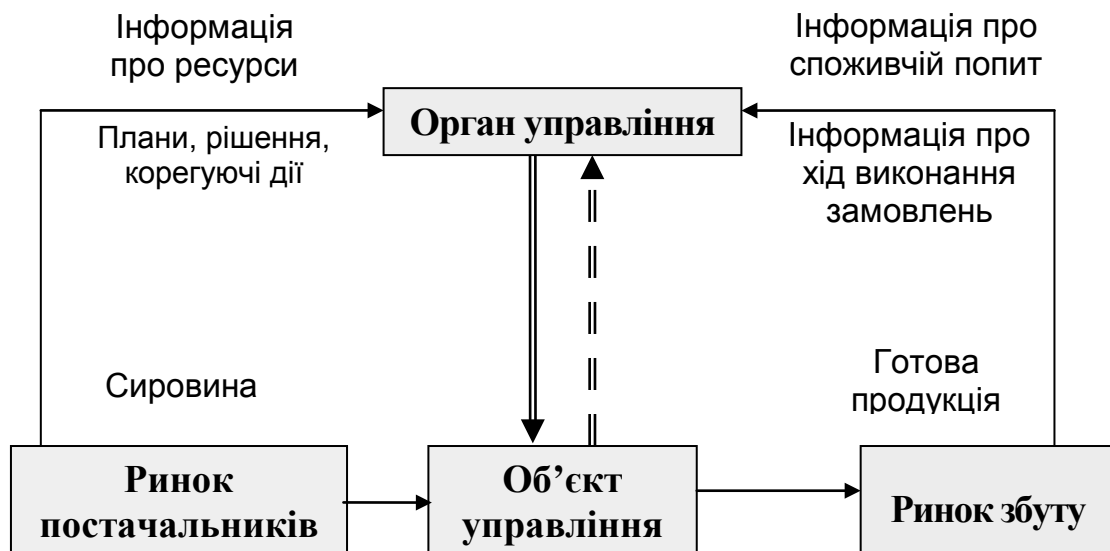 Інформація
про ресурси
Інформація про
споживчій попит
Орган управління
Плани, рішення,
корегуючі дії
Інформація про
хід виконання
замовлень
Сировина
Готова
продукція
Ринок
постачальників
Об’єкт
управління
Ринок збуту